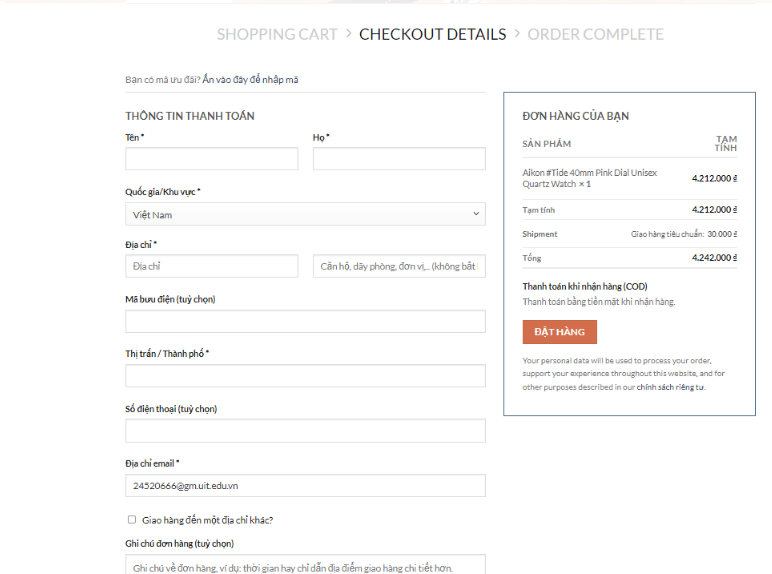 SHOPPING CART > CHECKOUT DETAILS > ORDER COMPLETE
Bạn có mã ưu đãi? Ấn vào đây để nhập mã
THÔNG TIN THANH TOÁN
Tên *
Họ *
Quốc gia/Khu vực *
Việt Nam
Địa chỉ *
Địa chỉ
Căn hộ, dãy phòng, đơn vị,.. (không bắt
Mã bưu điện (tuỳ chọn)
Thị trấn / Thành phố *
Số điện thoại (tuỳ chọn)
Địa chỉ email *
24520666@gm.uit.edu.vn
Giao hàng đến một địa chỉ khác?
Ghi chú đơn hàng (tuỳ chọn)
Ghi chú về đơn hàng, ví dụ: thời gian hay chỉ dẫn địa điểm giao hàng chi tiết hơn.
ĐƠN HÀNG CỦA BẠN
SẢN PHẨM
TẠM
TÍNH
Aikon #Tide 40mm Pink Dial Unisex
Quartz Watch × 1
4.212.000 ₫
Tạm tính 4.212.000 ₫
Shipment Giao hàng tiêu chuẩn: 30.000 ₫
Tổng 4.242.000 ₫
Thanh toán khi nhận hàng (COD)
Thanh toán bằng tiền mặt khi nhận hàng.
ĐẶT HÀNG
Your personal data will be used to process your order,
support your experience throughout this website, and for
other purposes described in our chính sách riêng tư.